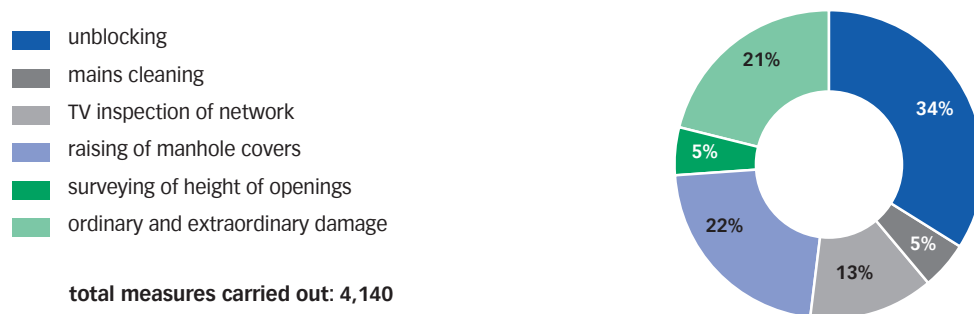 unblocking
mains cleaning
TV inspection of network
raising of manhole covers
surveying of height of openings
ordinary and extraordinary damage
total measures carried out: 4,140
34%
5%
13%
22%
5%
21%